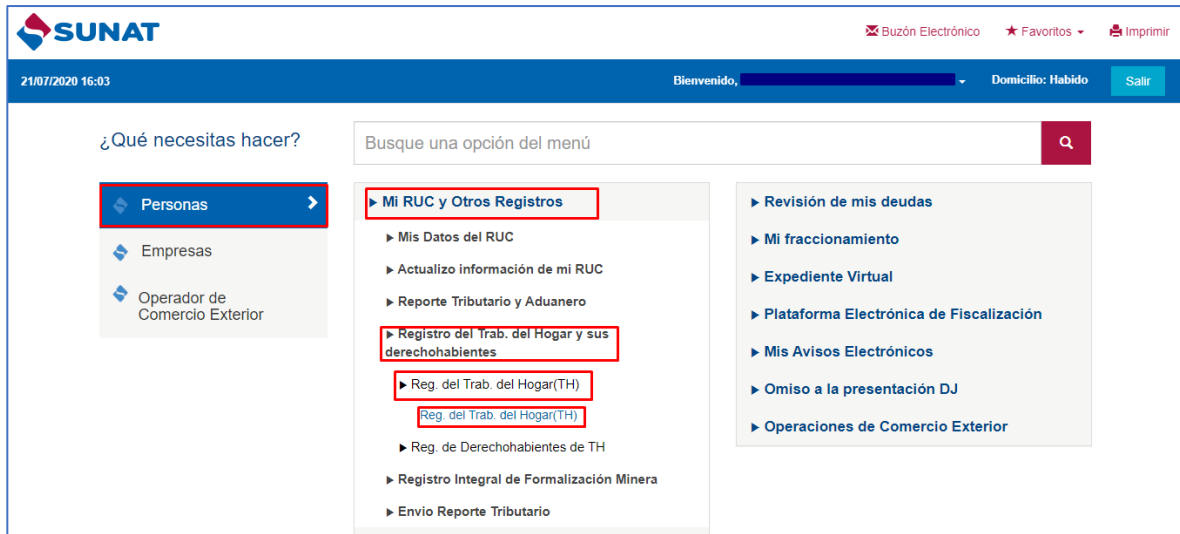 SUNAT
Buzón Electrónico
Favoritos
Imprimir
21/07/2020 16:03
Bienvenido,
Domicilio: Habido
Salir
¿Qué necesitas hacer?
Busque una opción del menú
Personas
Empresas
Operador de
Comercio Exterior
Mi RUC y Otros Registros
Mis Datos del RUC
Actualizo información de mi RUC
Reporte Tributario y Aduanero
Registro del Trab. del Hogar y sus
derechohabientes
Reg. del Trab. del Hogar(TH)
Reg. del Trab. del Hogar(TH)
Reg. de Derechohabientes de TH
Registro Integral de Formalización Minera
Envio Reporte Tributario
Revisión de mis deudas
Mi fraccionamiento
Expediente Virtual
Plataforma Electrónica de Fiscalización
Mis Avisos Electrónicos
Omiso a la presentación DJ
Operaciones de Comercio Exterior